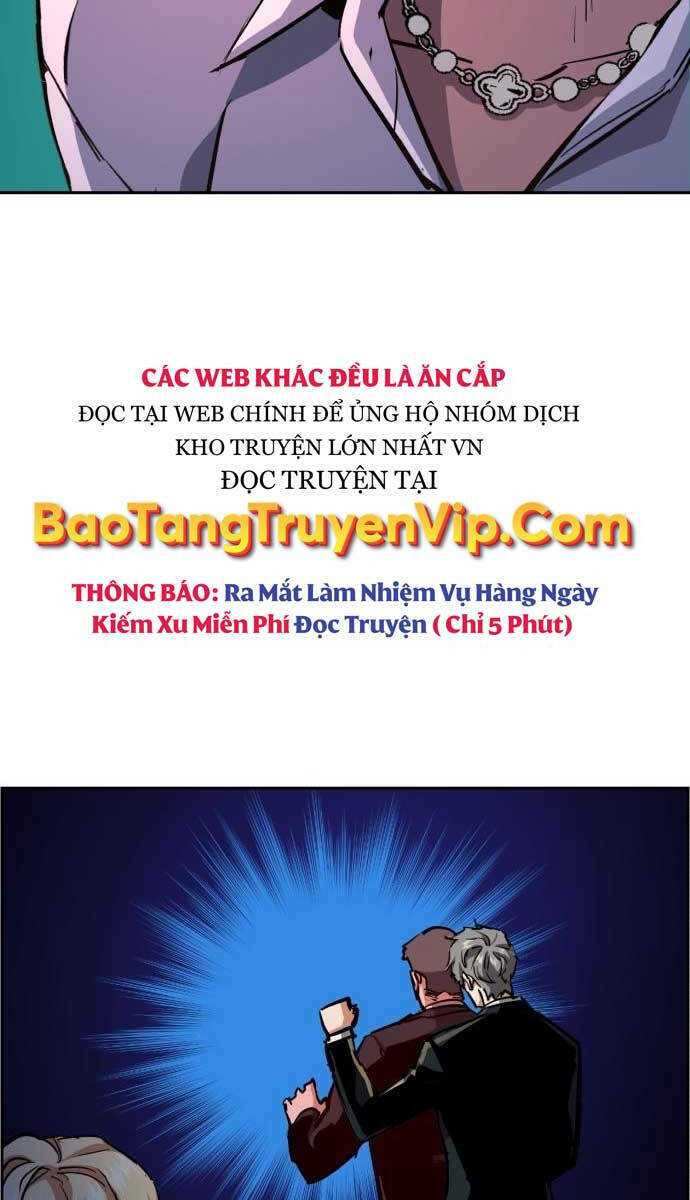 CÁC WEB KHÁC ĐỀU LÀ ĂN CẮP
ĐỌC TẠI WEB CHÍNH ĐỂ ỦNG HỘ NHÓM DỊCH
KHO TRUYỆN LỚN NHẤT VN
ĐỌC TRUYỆN TẠI
BaoTangTruyenVip.Com
THÔNG BÁO: Ra Mắt Làm Nhiệm Vụ Hàng Ngày
Kiếm Xu Miễn Phí Đọc Truyện ( Chỉ 5 Phút)